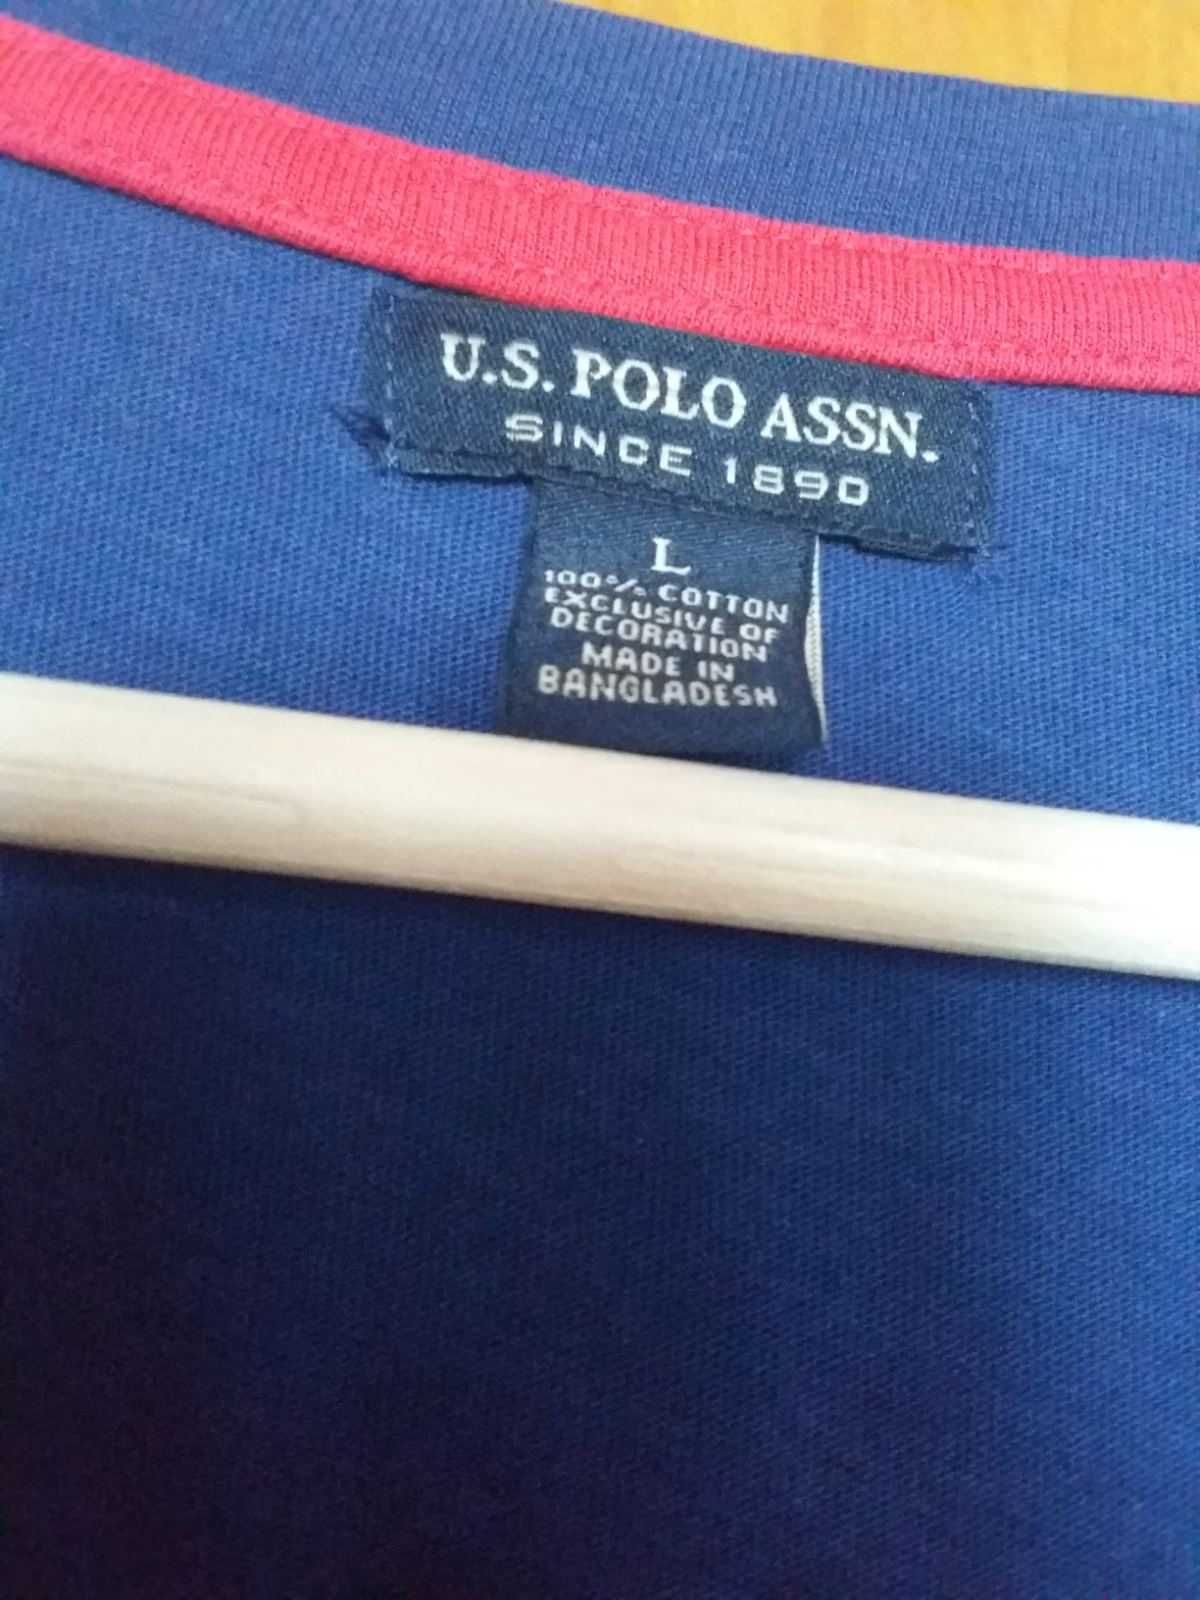 U.S. POLO ASSN.
SINCE 1890
L
100% COTTON
EXCLUSIVE OF
DECORATION
MADE IN
BANGLADESH